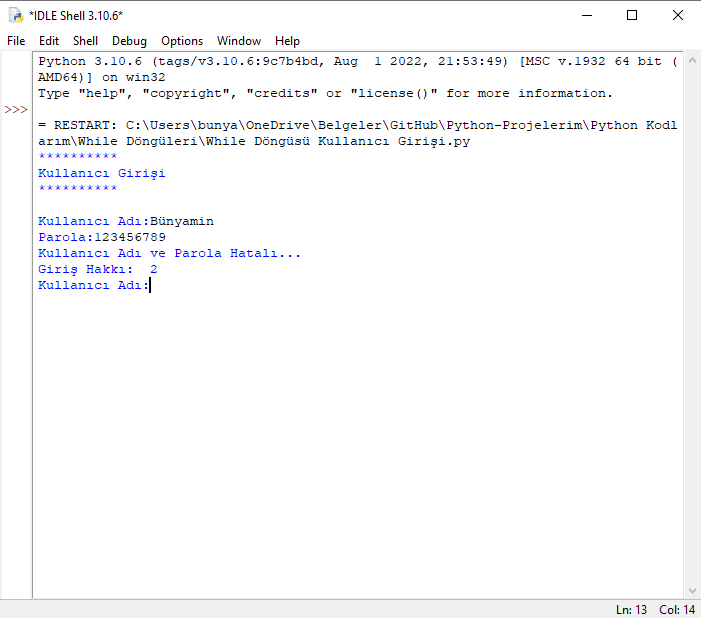 *IDLE Shell 3.10.6*
File Edit Shell Debug Options Window Help
Python 3.10.6 (tags/v3.10.6:9c7b4bd, Aug  1 2022, 21:53:49) [MSC v.1932 64 bit (
AMD64)] on win32
Type "help", "copyright", "credits" or "license()" for more information.
>>>
= RESTART: C:\Users\bunya\OneDrive\Belgeler\GitHub\Python-Projelerim\Python Kodl
arım\While Döngüleri\While Döngüsü Kullanıcı Girişi.py
**********
Kullanıcı Girişi
**********
Kullanıcı Adı:Bünyamin
Parola:123456789
Kullanıcı Adı ve Parola Hatalı...
Giriş Hakkı:  2
Kullanıcı Adı:
Ln: 13 Col: 14